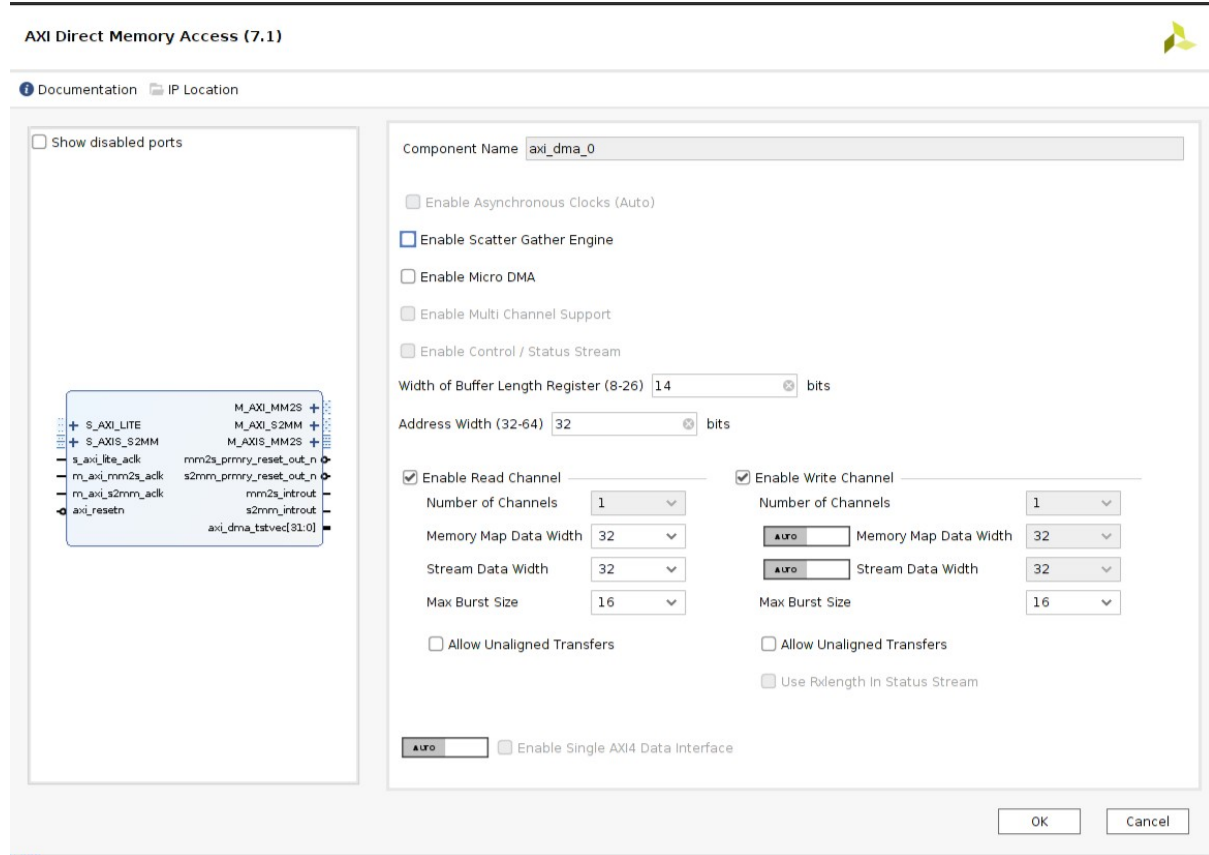 AXI Direct Memory Access (7.1)
Documentation IP Location
Show disabled ports
M_AXI_MM2S
S_AXI_LITE M_AXI_S2MM
S_AXIS_S2MM M_AXIS_MM2S
s_axi_lite_aclk mm2s_prmry_reset_out_n
m_axi_mm2s_aclk s2mm_prmry_reset_out_n
m_axi_s2mm_aclk mm2s_introut
axi_resetn s2mm_introut
axi_dma_tstvec[31:0]
Component Name axi_dma_0
Enable Asynchronous Clocks (Auto)
Enable Scatter Gather Engine
Enable Micro DMA
Enable Multi Channel Support
Enable Control / Status Stream
Width of Buffer Length Register (8-26) 14 bits
Address Width (32-64) 32 bits
Enable Read Channel
Number of Channels 1
Memory Map Data Width 32
Stream Data Width 32
Max Burst Size 16
Allow Unaligned Transfers
Enable Write Channel
Number of Channels 1
AUTO Memory Map Data Width 32
AUTO Stream Data Width 32
Max Burst Size 16
Allow Unaligned Transfers
Use Rxlength In Status Stream
AUTO Enable Single AXI4 Data Interface
OK Cancel